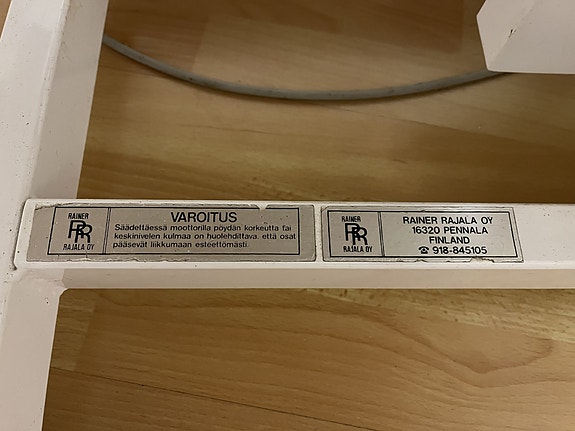 RAINER
RR
RAJALA OY
VAROITUS
Säädettäessä moottorilla pöydän korkeutta tai
keskinivelen kulmaa on huolehdittava, että osat
pääsevät liikkumaan esteettömästi.
RAINER
RR
RAJALA OY
RAINER RAJALA OY
16320 PENNALA
FINLAND
☎ 918-845105